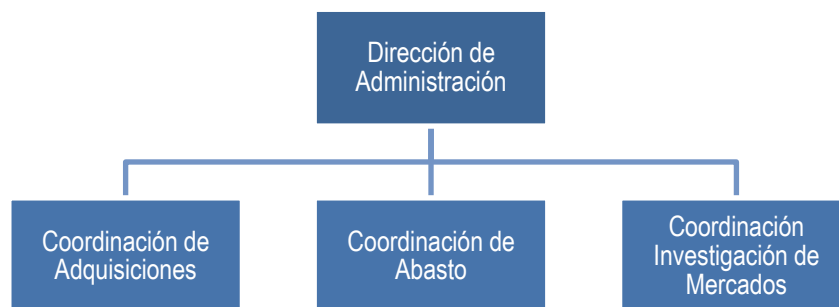 Dirección de
Administración
Coordinación de
Adquisiciones
Coordinación de
Abasto
Coordinación
Investigación de
Mercados